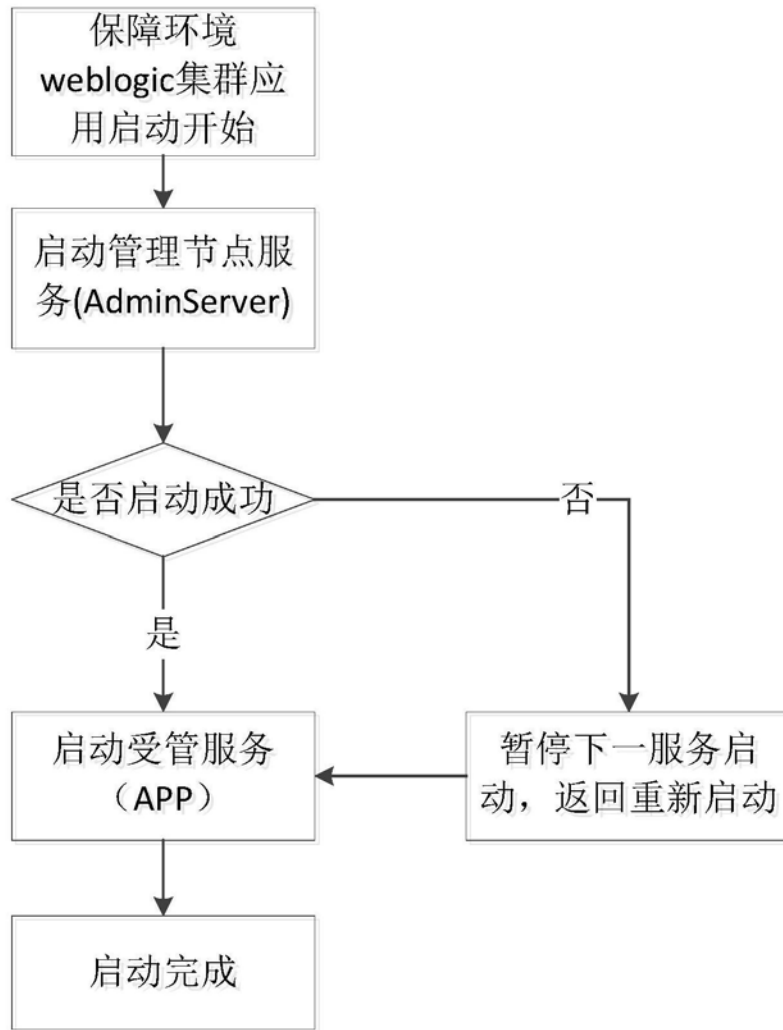 保障环境
weblogic集群应
用启动开始
启动管理节点服
务(AdminServer)
是否启动成功
否
是
启动受管服务
（APP）
暂停下一服务启
动，返回重新启动
启动完成